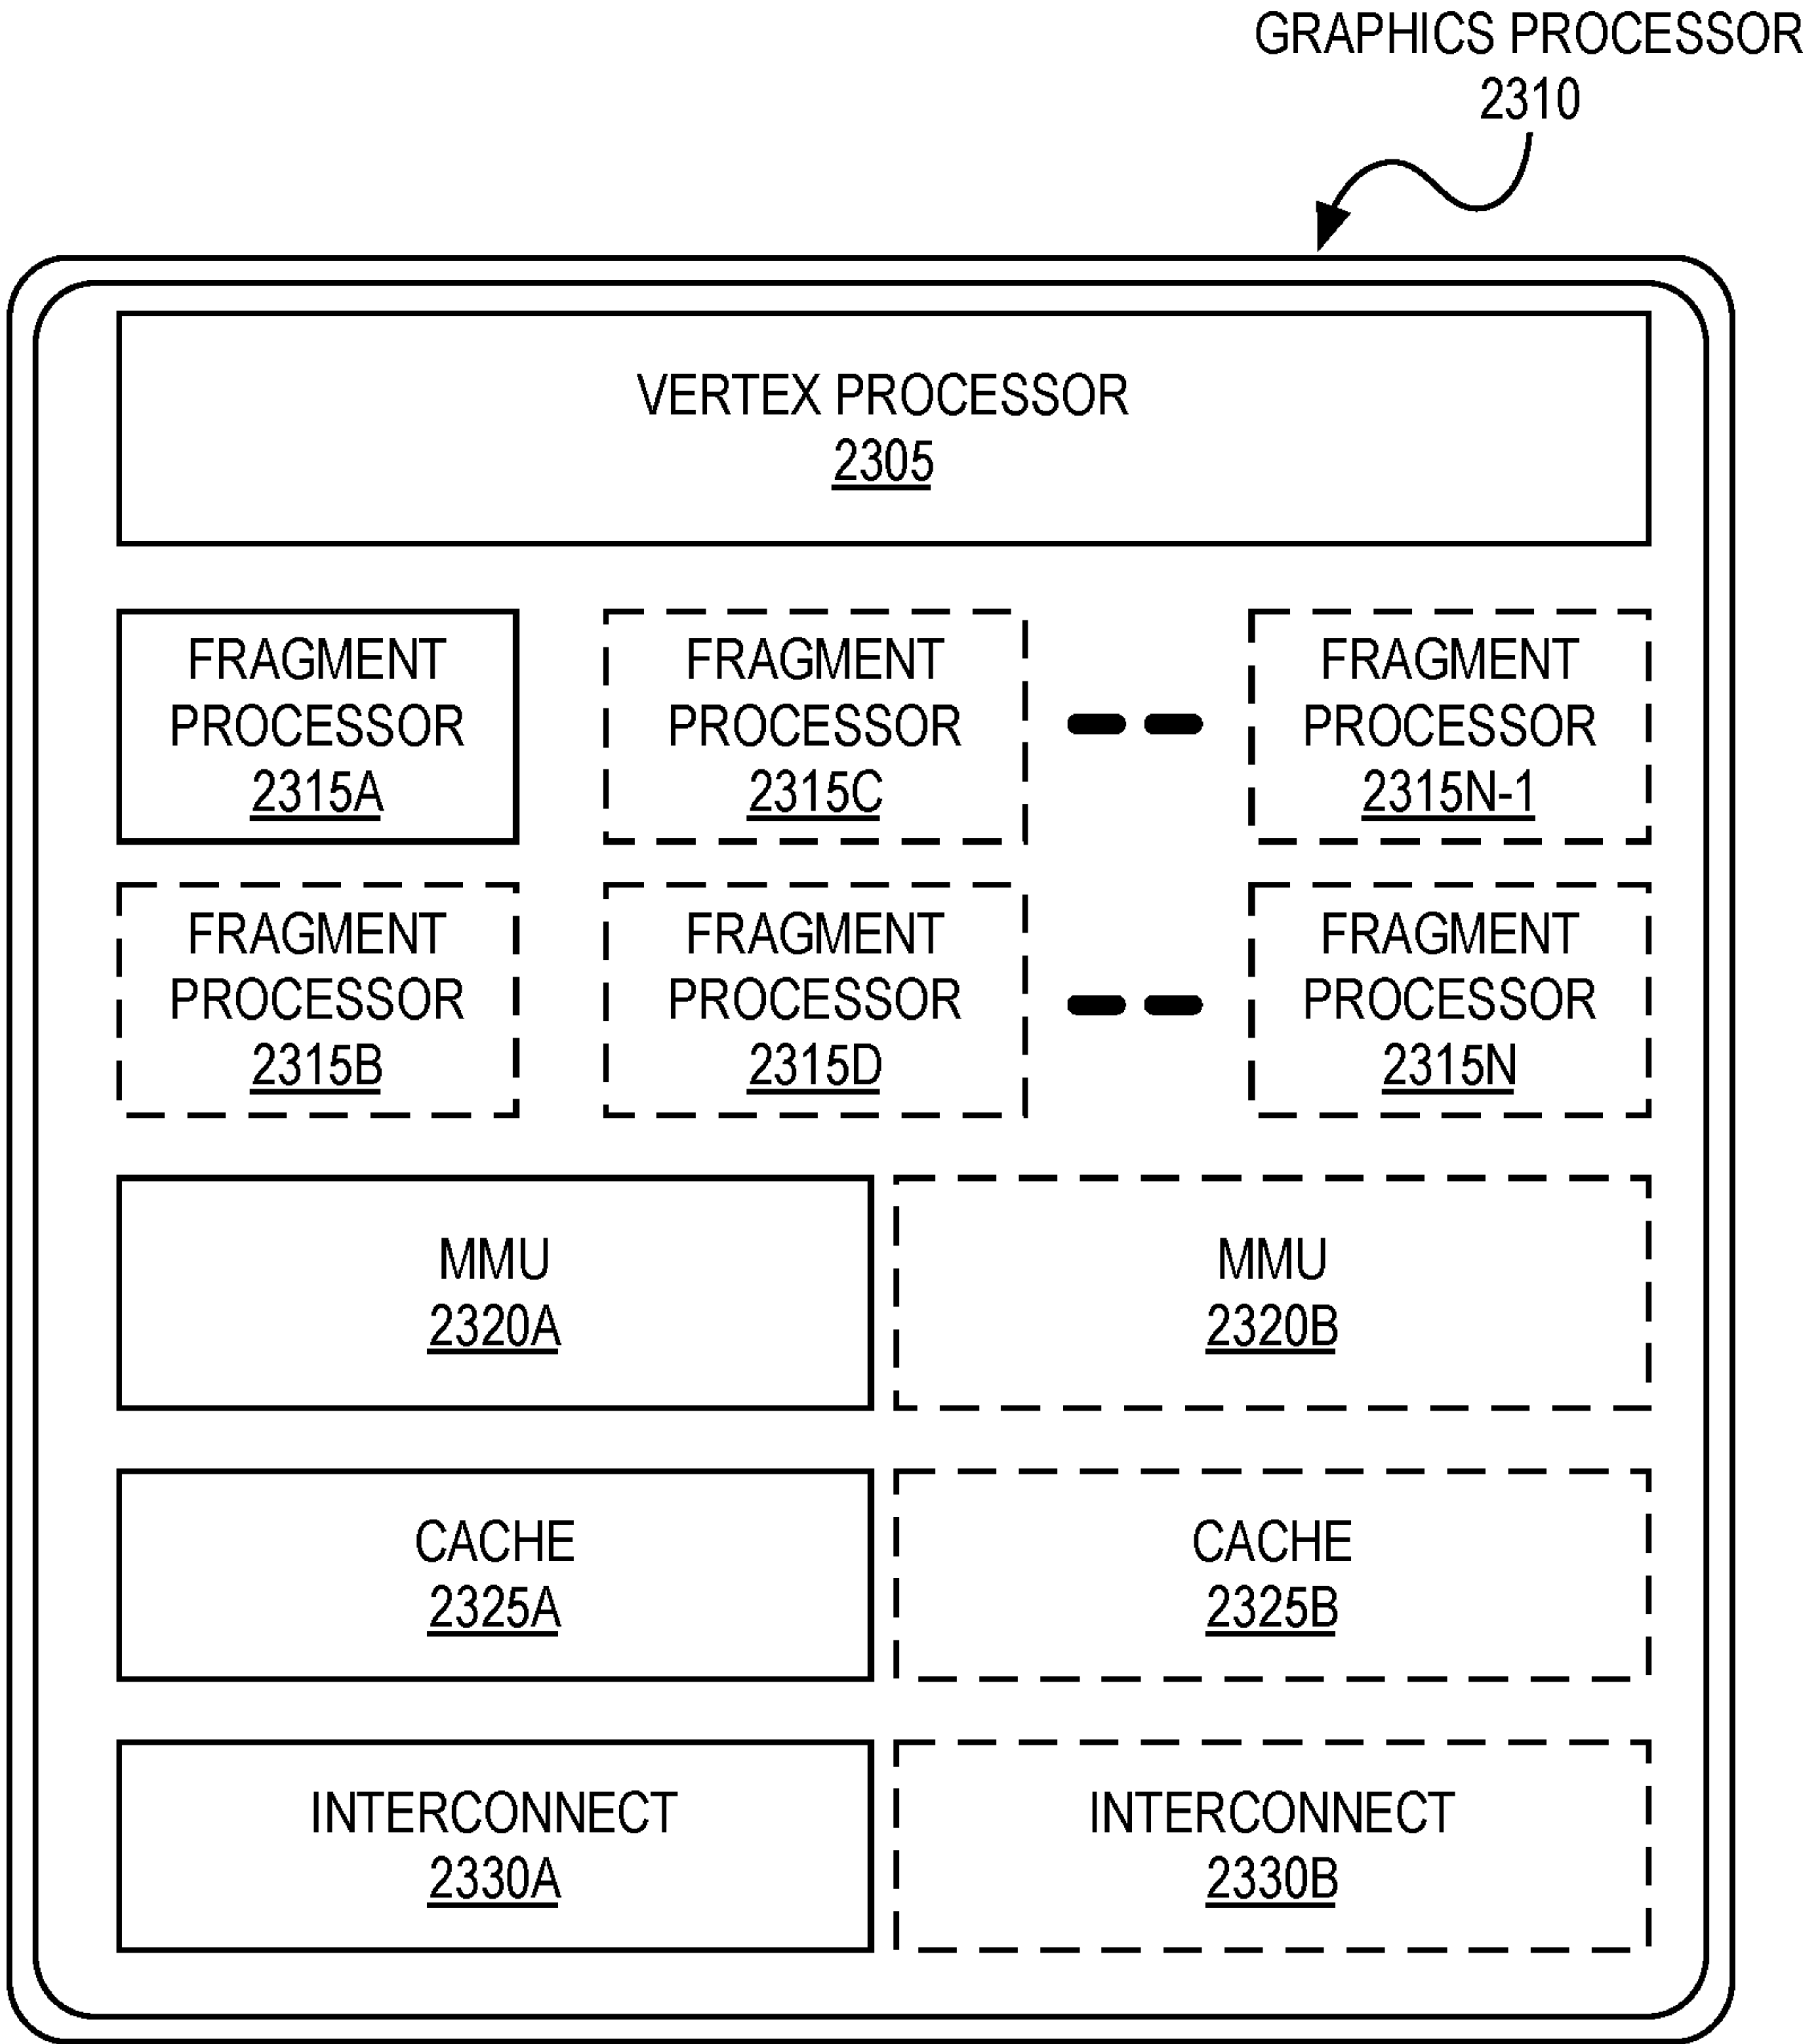 GRAPHICS PROCESSOR
2310
VERTEX PROCESSOR
2305
FRAGMENT
PROCESSOR
2315A
FRAGMENT
PROCESSOR
2315C
FRAGMENT
PROCESSOR
2315N-1
FRAGMENT
PROCESSOR
2315B
FRAGMENT
PROCESSOR
2315D
FRAGMENT
PROCESSOR
2315N
MMU
2320A
MMU
2320B
CACHE
2325A
CACHE
2325B
INTERCONNECT
2330A
INTERCONNECT
2330B